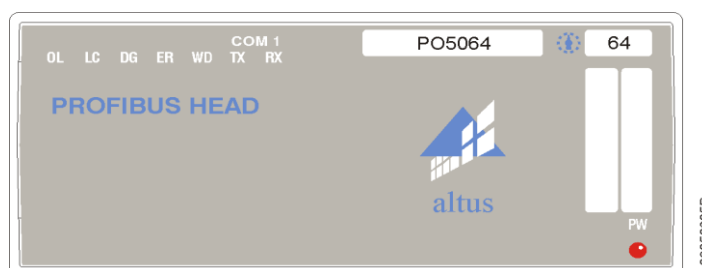 COM 1
OL LC DG ER WD TX RX
PO5064
64
PROFIBUS HEAD
altus
PW